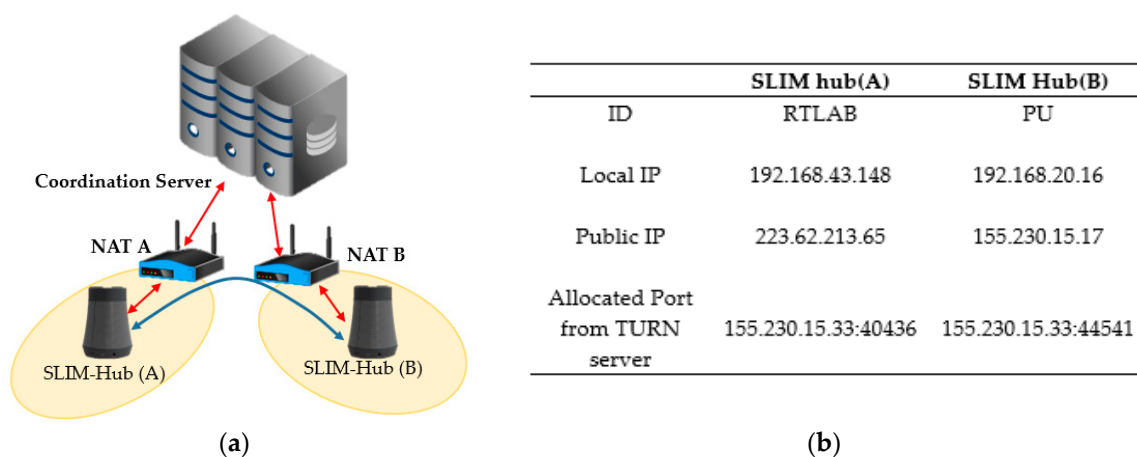 Coordination Server
NAT A
NAT B
SLIM-Hub (A)
SLIM-Hub (B)
(a)
SLIM hub(A) SLIM Hub(B)
ID RTLAB PU
Local IP 192.168.43.148 192.168.20.16
Public IP 223.62.213.65 155.230.15.17
Allocated Port
from TURN 155.230.15.33:40436 155.230.15.33:44541
server
(b)